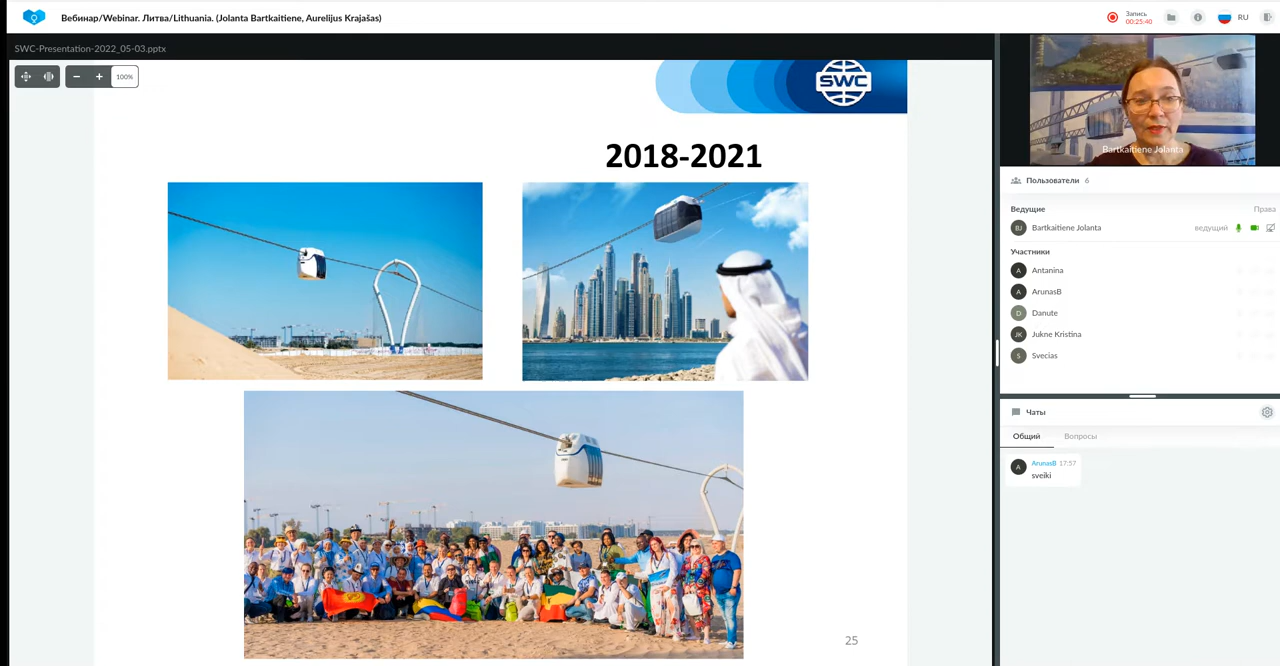 Вебинар/Webinar. Литва/Lithuania. (Jolanta Bartkaitiene, Aurelijus Krajašas)
Запись
00:25:40
RU
SWC-Presentation-2022_05-03.pptx
100%
SWC
2018-2021
25
Bartkaitiene Jolanta
Пользователи 6
Ведущие
Права
BJ Bartkaitiene Jolanta ведущий
Участники
A Antanina
A ArunasB
D Danute
JK Jukne Kristina
S Svecias
Чаты
Общий
Вопросы
A ArunasB 17:57
sveiki